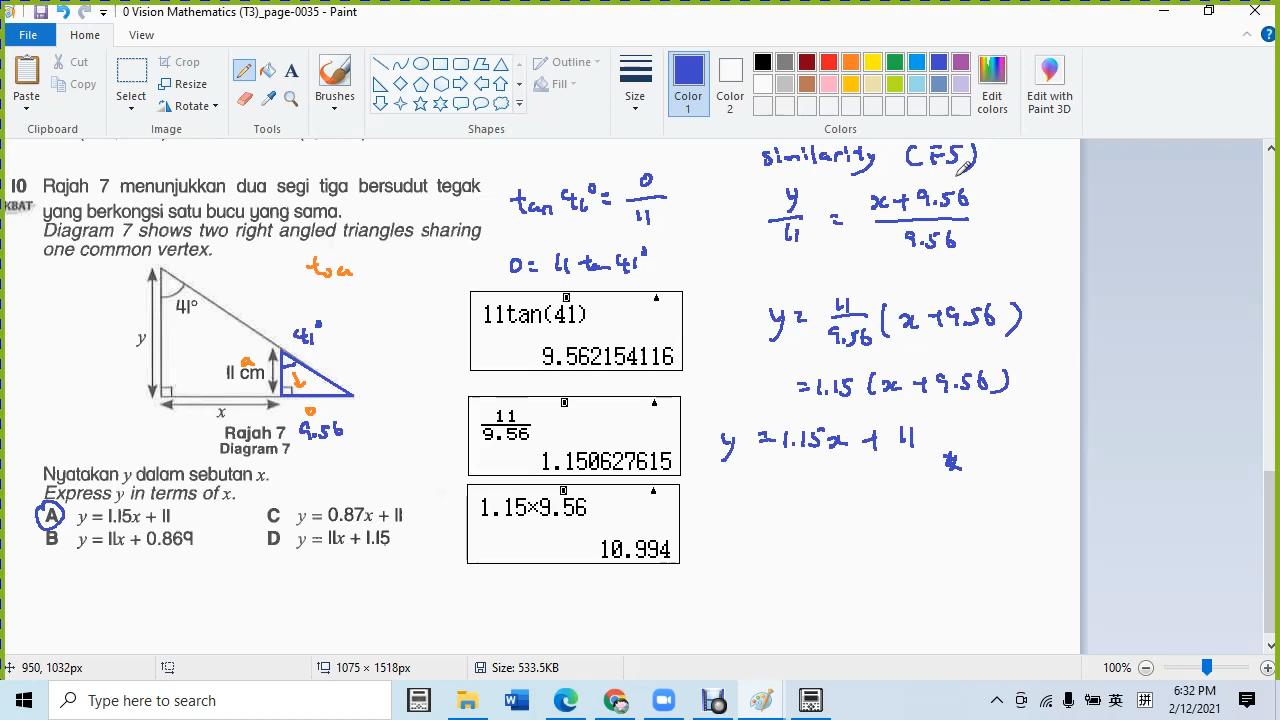 0 Vision Mathematics (T3)_page-0035 - Paint
File Home View
Paste
Cut
Copy
Clipboard
Select
Crop
Resize
Rotate
Image
Tools
Brushes
Shapes
Outline
Fill
Size
Color 1
Color 2
Colors
Edit colors
Edit with Paint 3D
similarity (F5)
10 Rajah 7 menunjukkan dua segi tiga bersudut tegak
KBAT yang berkongsi satu bucu yang sama.
Diagram 7 shows two right angled triangles sharing
one common vertex.
toa
41°
41°
y
a
11 cm
x
o
9.56
Rajah 7
Diagram 7
Nyatakan y dalam sebutan x.
Express y in terms of x.
A y = 1.15x + 11
B y = 11x + 0.869
C y = 0.87x + 11
D y = 11x + 1.15
tan 41° = 0/11
0 = 11 tan 41°
11tan(41)
9.562154116
11/9.56
1.150627615
1.15×9.56
10.994
y/11 = x+9.56/9.56
y = 11/9.56 (x+9.56)
= 1.15 (x+9.56)
y = 1.15x + 11
950, 1032px
1075 × 1518px
Size: 533.5KB
100%
Type here to search
英
拼
6:32 PM
2/12/2021